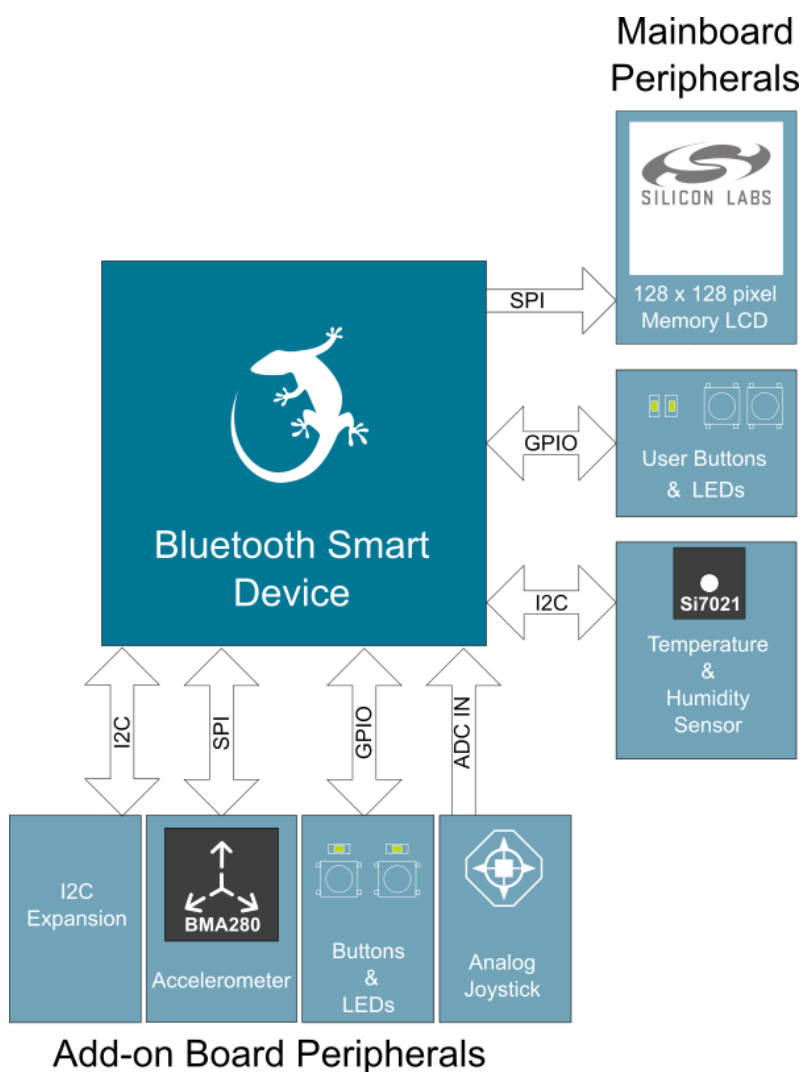 Mainboard
Peripherals
SILICON LABS
128 x 128 pixel
Memory LCD
SPI
GPIO
User Buttons
& LEDs
Bluetooth Smart
Device
I2C
Si7021
Temperature
&
Humidity
Sensor
I2C
SPI
GPIO
ADC IN
I2C
Expansion
BMA280
Accelerometer
Buttons
&
LEDs
Analog
Joystick
Add-on Board Peripherals